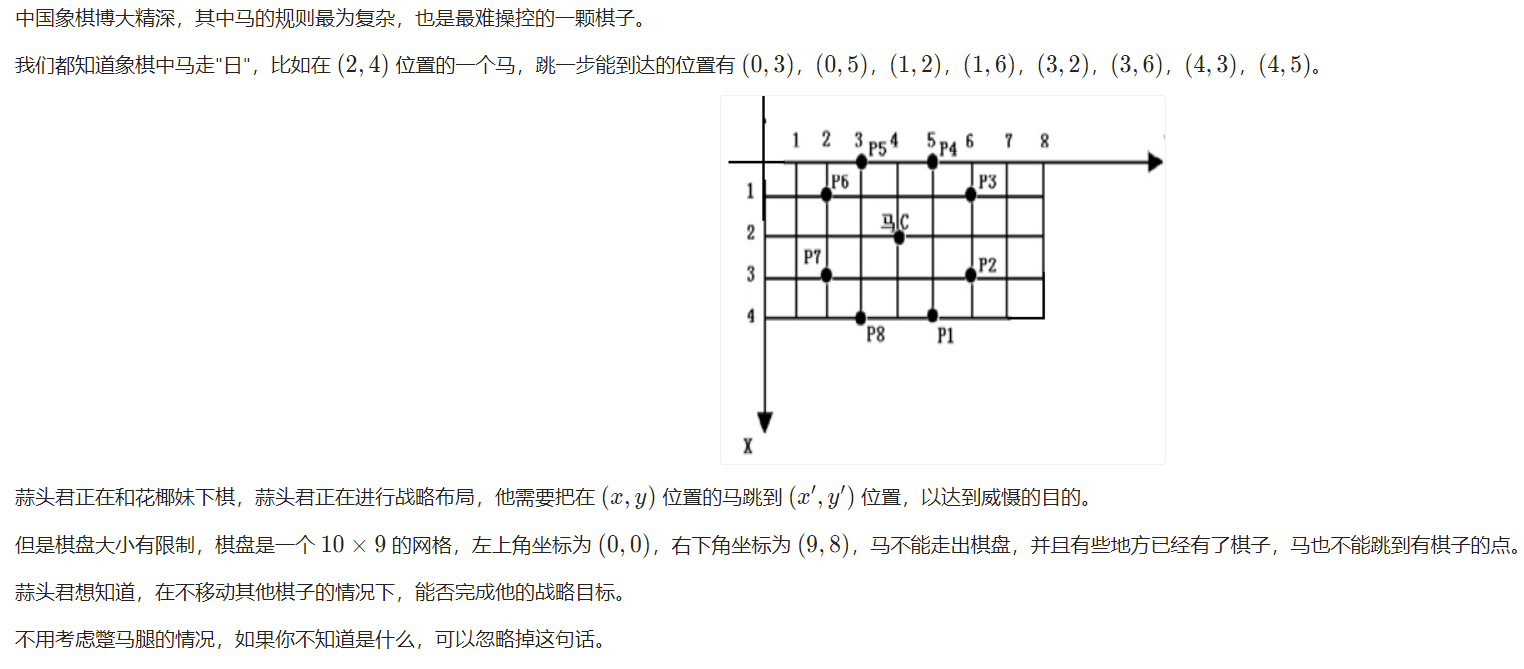 中国象棋博大精深，其中马的规则最为复杂，也是最难操控的一颗棋子。
我们都知道象棋中马走"日"，比如在 (2, 4) 位置的一个马，跳一步能到达的位置有 (0, 3)，(0, 5)，(1, 2)，(1, 6)，(3, 2)，(3, 6)，(4, 3)，(4, 5)。
1 2 3 P5 4 5 P4 6 7 8
P6 P3
1
马C
2
P7 P2
3
4
P8 P1
X
蒜头君正在和花椰妹下棋，蒜头君正在进行战略布局，他需要把在 (x, y) 位置的马跳到 (x′, y′) 位置，以达到威慑的目的。
但是棋盘大小有限制，棋盘是一个 10 × 9 的网格，左上角坐标为 (0, 0)，右下角坐标为 (9, 8)，马不能走出棋盘，并且有些地方已经有了棋子，马也不能跳到有棋子的点。
蒜头君想知道，在不移动其他棋子的情况下，能否完成他的战略目标。
不用考虑蹩马腿的情况，如果你不知道是什么，可以忽略掉这句话。